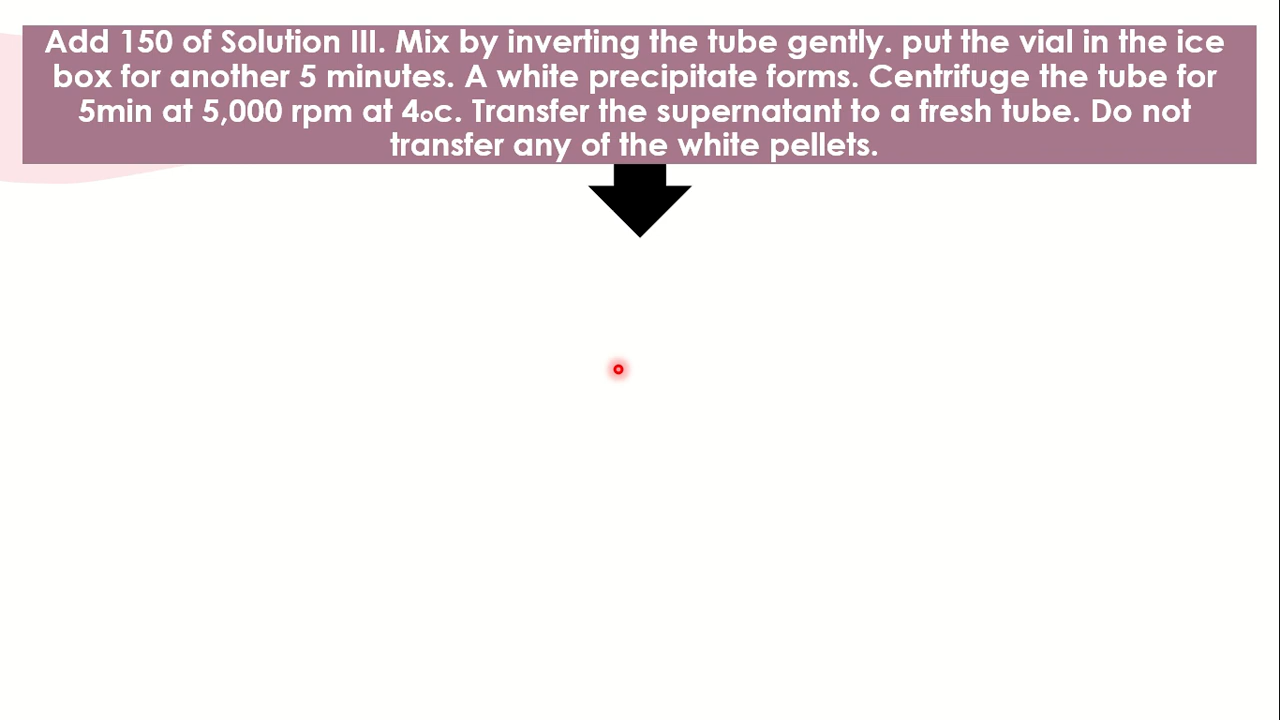 Add 150 of Solution III. Mix by inverting the tube gently. put the vial in the ice
box for another 5 minutes. A white precipitate forms. Centrifuge the tube for
5min at 5,000 rpm at 4oc. Transfer the supernatant to a fresh tube. Do not
transfer any of the white pellets.